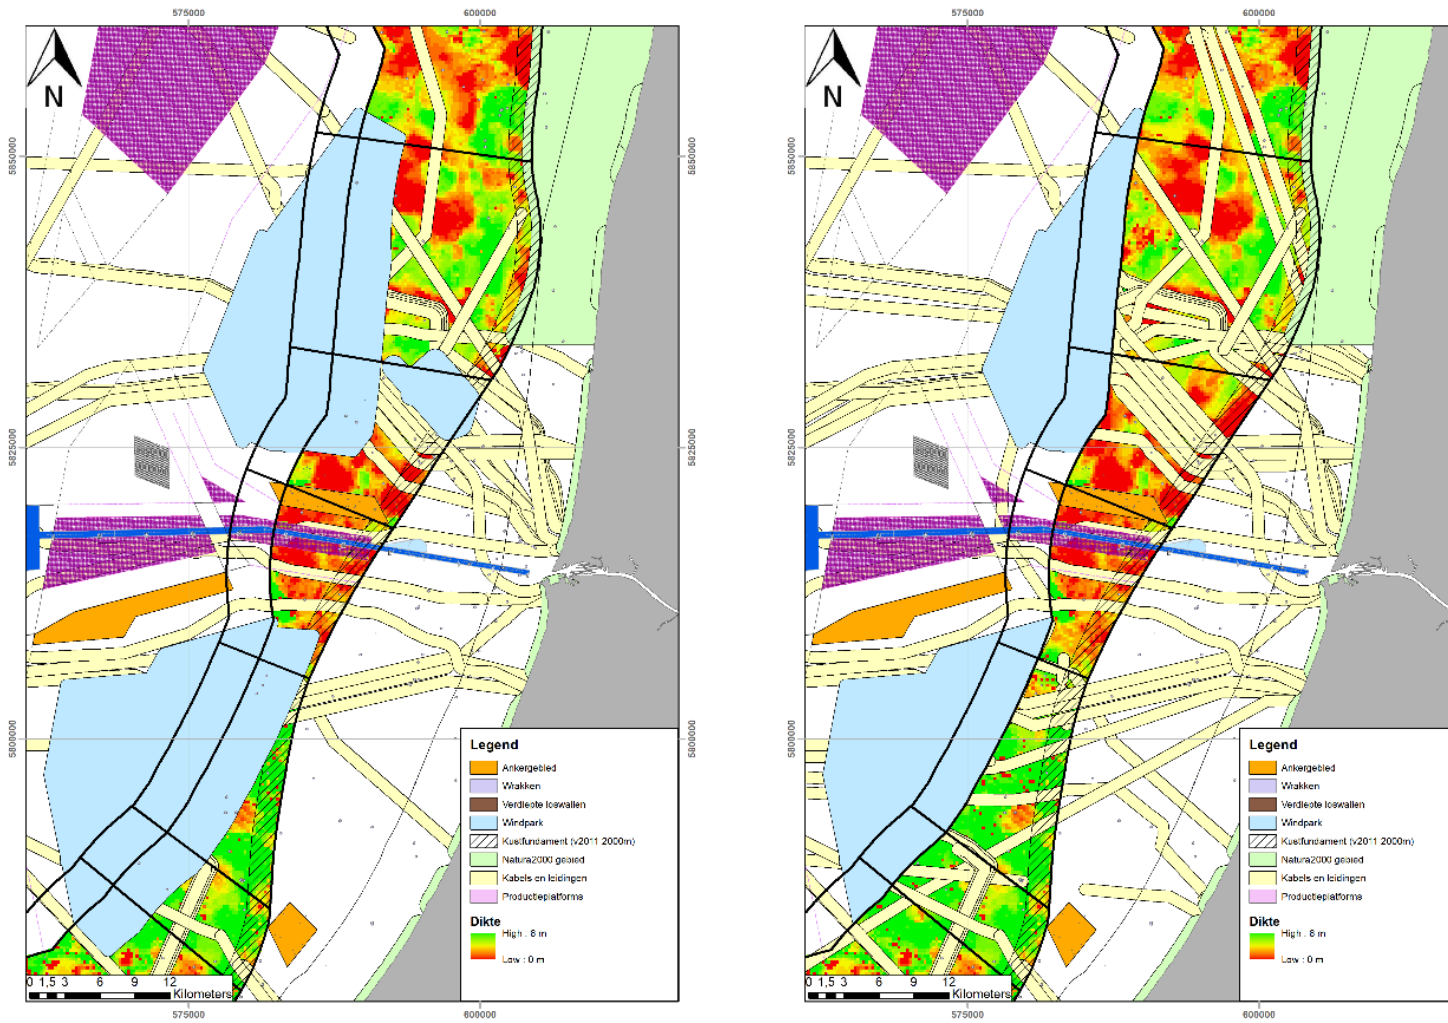 575000
600000
575000
600000
N
N
5850000
5850000
5850000
5825000
5825000
5825000
5800000
5800000
5800000
Legend
Ankergebied
Wrakken
Verdiepte loswallen
Windpark
Kustfundament (v2011 2000m)
Natura2000 gebied
Kabels en leidingen
Productieplatforms
Dikte
High : 8 m
Low : 0 m
0 1,5 3 6 9 12
Kilometers
575000
600000
Legend
Ankergebied
Wrakken
Verdiepte loswallen
Windpark
Kustfundament (v2011 2000m)
Natura2000 gebied
Kabels en leidingen
Productieplatforms
Dikte
High : 8 m
Low : 0 m
0 1,5 3 6 9 12
Kilometers
575000
600000